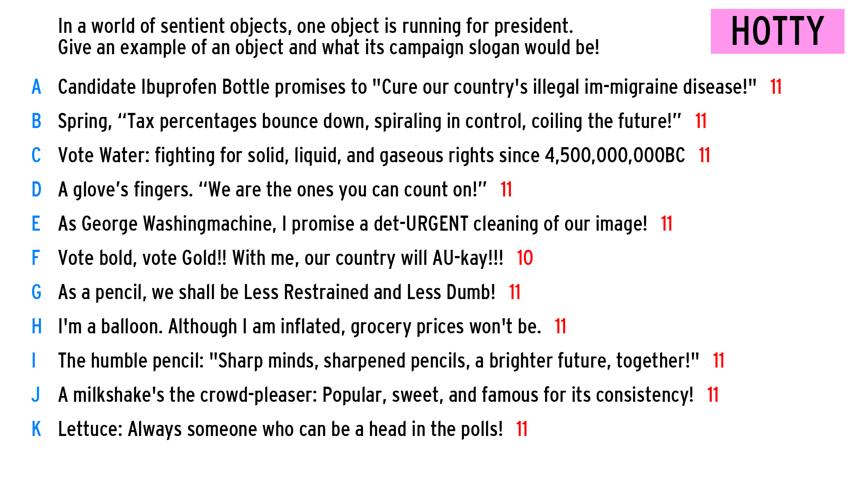 In a world of sentient objects, one object is running for president.
Give an example of an object and what its campaign slogan would be!
HOTTY
A Candidate Ibuprofen Bottle promises to "Cure our country's illegal im-migraine disease!" 11
B Spring, “Tax percentages bounce down, spiraling in control, coiling the future!” 11
C Vote Water: fighting for solid, liquid, and gaseous rights since 4,500,000,000BC 11
D A glove’s fingers. “We are the ones you can count on!” 11
E As George Washingmachine, I promise a det-URGENT cleaning of our image! 11
F Vote bold, vote Gold!! With me, our country will AU-kay!!! 10
G As a pencil, we shall be Less Restrained and Less Dumb! 11
H I'm a balloon. Although I am inflated, grocery prices won't be. 11
I The humble pencil: "Sharp minds, sharpened pencils, a brighter future, together!" 11
J A milkshake's the crowd-pleaser: Popular, sweet, and famous for its consistency! 11
K Lettuce: Always someone who can be a head in the polls! 11